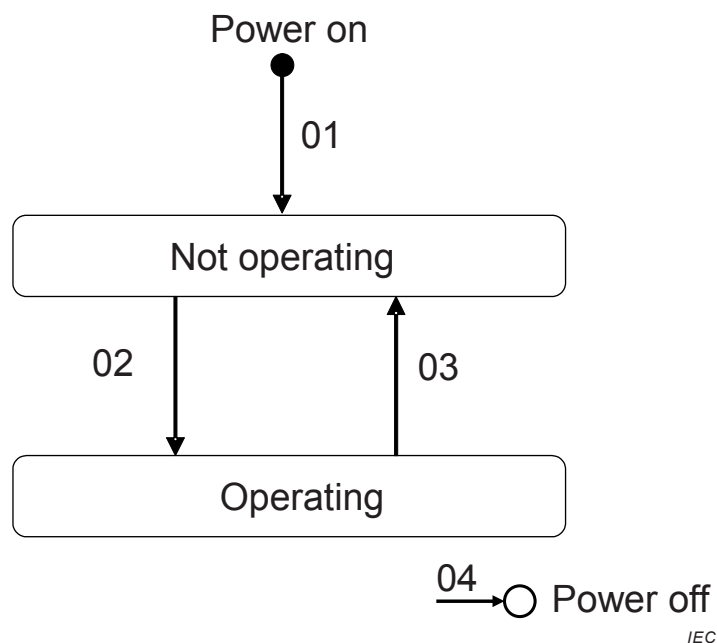 Power on
01
Not operating
02
03
Operating
04
Power off
IEC